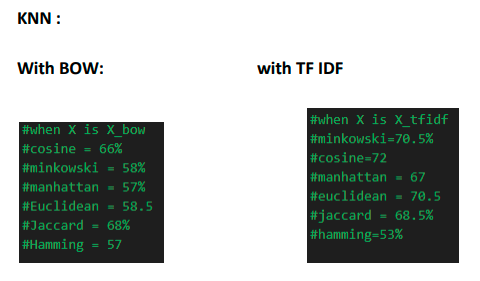 KNN :
With BOW:
#when X is X_bow
#cosine = 66%
#minkowski = 58%
#manhattan = 57%
#Euclidean = 58.5
#Jaccard = 68%
#Hamming = 57
with TF IDF
#when X is X_tfidf
#minkowski=70.5%
#cosine=72
#manhattan = 67
#euclidean = 70.5
#jaccard = 68.5%
#hamming=53%